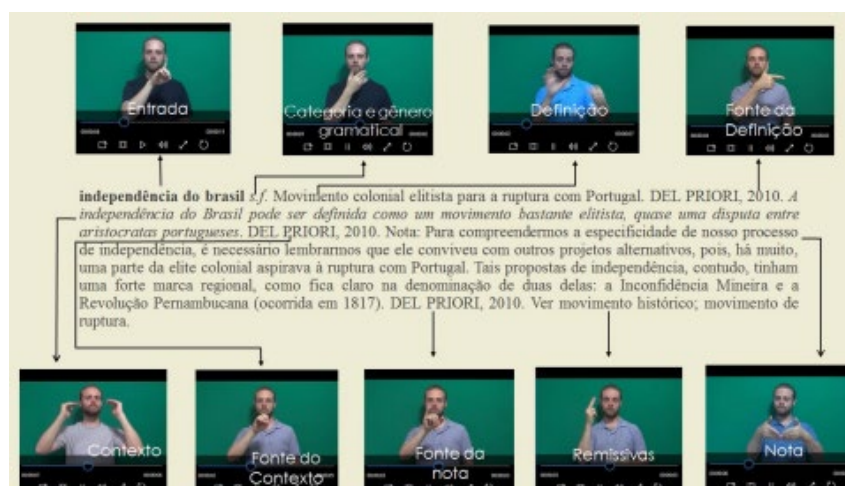 Entrada
Categoria e gênero
gramatical
Definição
Fonte da
Definição
independência do brasil s.f. Movimento colonial elitista para a ruptura com Portugal. DEL PRIORI, 2010. A
independência do Brasil pode ser definida como um movimento bastante elitista, quase uma disputa entre
aristocratas portugueses. DEL PRIORI, 2010. Nota: Para compreendermos a especificidade de nosso processo
de independência, é necessário lembrarmos que ele conviveu com outros projetos alternativos, pois, há muito,
uma parte da elite colonial aspirava à ruptura com Portugal. Tais propostas de independência, contudo, tinham
uma forte marca regional, como fica claro na denominação de duas delas: a Inconfidência Mineira e a
Revolução Pernambucana (ocorrida em 1817). DEL PRIORI, 2010. Ver movimento histórico; movimento de
ruptura.
Contexto
Fonte do
Contexto
Fonte da
nota
Remissivas
Nota